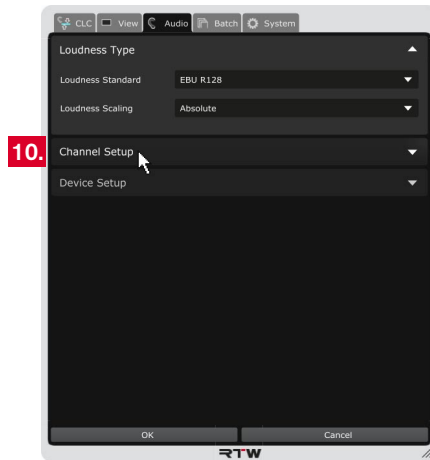 CLC View Audio Batch System
Loudness Type
Loudness Standard EBU R128
Loudness Scaling Absolute
10. Channel Setup
Device Setup
OK Cancel
RTW